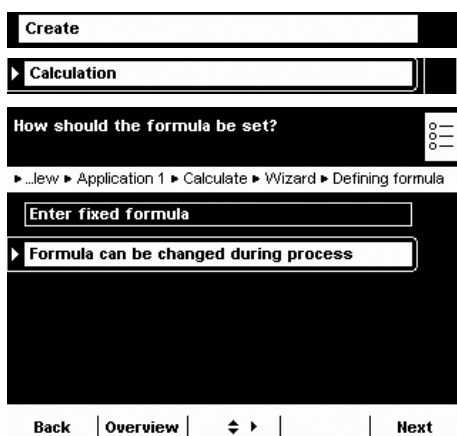 Create
Calculation
How should the formula be set?
...lew ▸ Application 1 ▸ Calculate ▸ Wizard ▸ Defining formula
Enter fixed formula
Formula can be changed during process
Back Overview Next